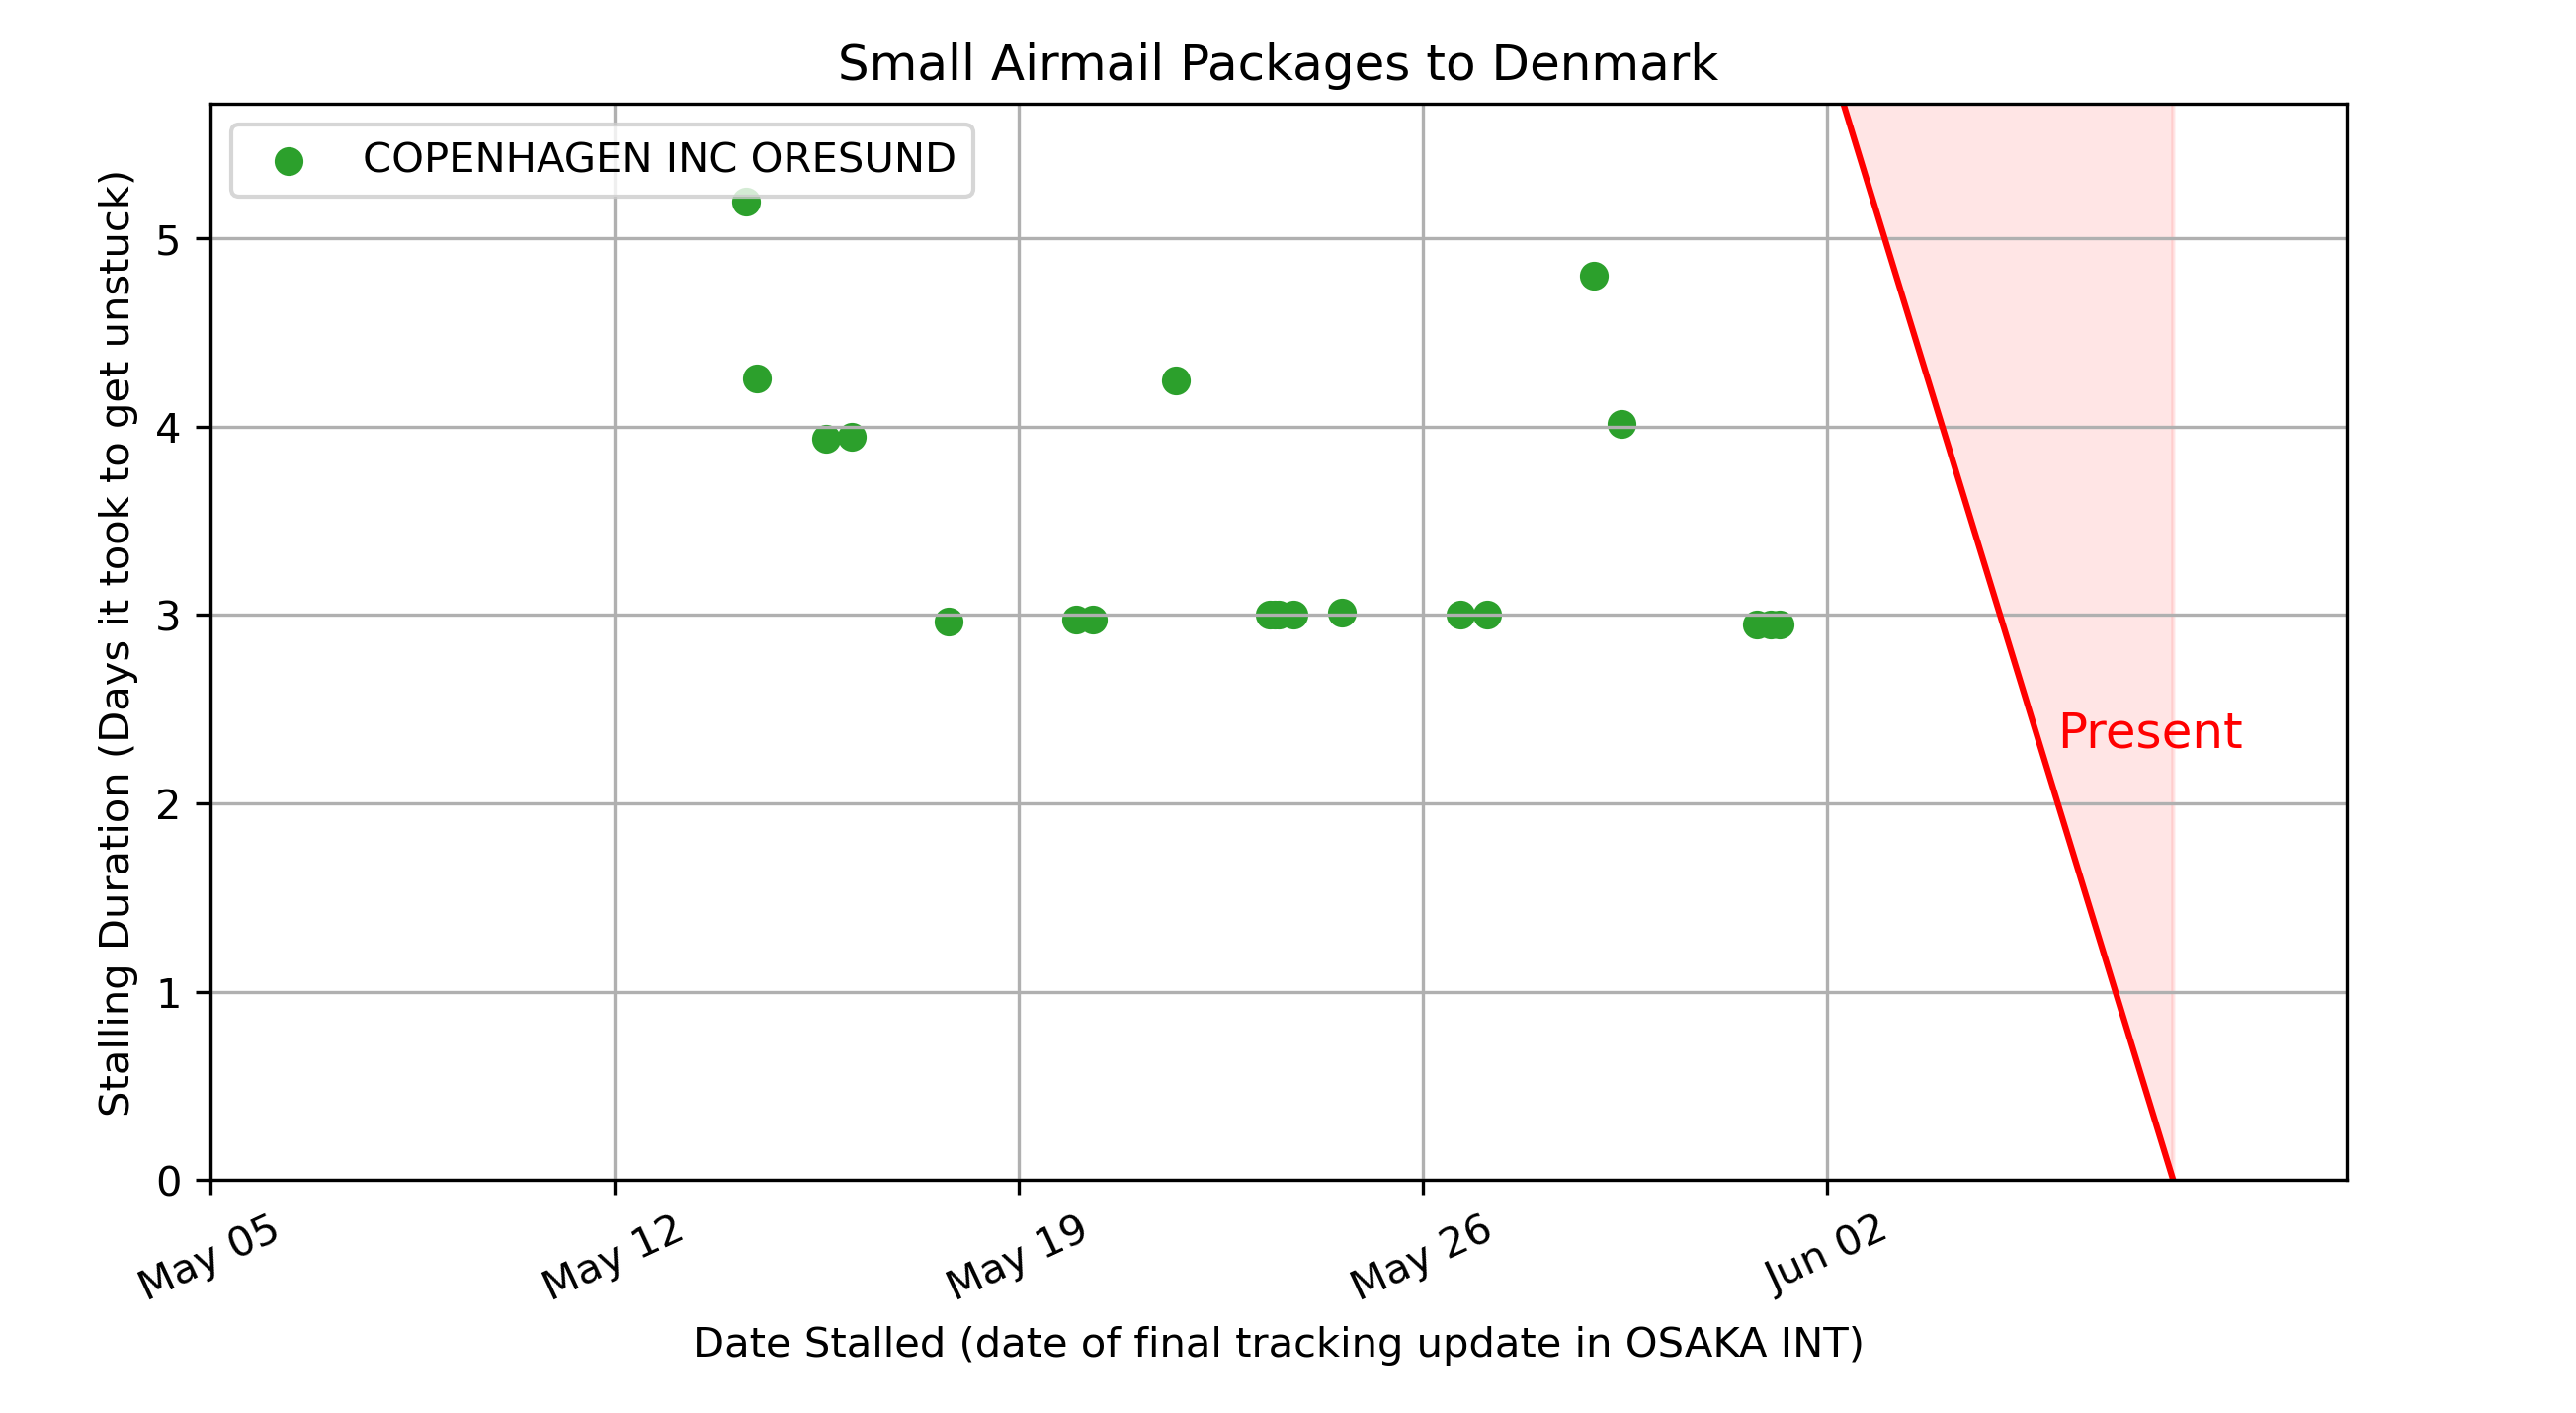 Small Airmail Packages to Denmark
COPENHAGEN INC ORESUND
Stalling Duration (Days it took to get unstuck)
5
4
3
2
1
0
Present
May 05
May 12
May 19
May 26
Jun 02
Date Stalled (date of final tracking update in OSAKA INT)